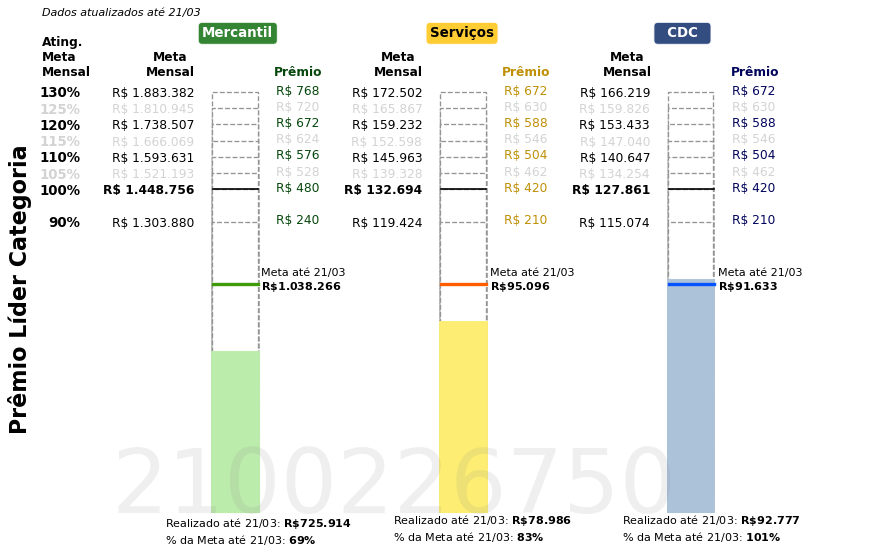 Dados atualizados até 21/03
Mercantil Serviços CDC
Ating. Meta Mensal
Meta Mensal Prêmio Meta Mensal Prêmio Meta Mensal Prêmio
130% R$ 1.883.382 R$ 768 R$ 172.502 R$ 672 R$ 166.219 R$ 672
125% R$ 1.810.945 R$ 720 R$ 165.867 R$ 630 R$ 159.826 R$ 630
120% R$ 1.738.507 R$ 672 R$ 159.232 R$ 588 R$ 153.433 R$ 588
115% R$ 1.666.069 R$ 624 R$ 152.598 R$ 546 R$ 147.040 R$ 546
110% R$ 1.593.631 R$ 576 R$ 145.963 R$ 504 R$ 140.647 R$ 504
105% R$ 1.521.193 R$ 528 R$ 139.328 R$ 462 R$ 134.254 R$ 462
100% R$ 1.448.756 R$ 480 R$ 132.694 R$ 420 R$ 127.861 R$ 420
90% R$ 1.303.880 R$ 240 R$ 119.424 R$ 210 R$ 115.074 R$ 210
Prêmio Líder Categoria
Meta até 21/03 Meta até 21/03 Meta até 21/03
R$1.038.266 R$95.096 R$91.633
2100226750
Realizado até 21/03: R$725.914 Realizado até 21/03: R$78.986 Realizado até 21/03: R$92.777
% da Meta até 21/03: 69% % da Meta até 21/03: 83% % da Meta até 21/03: 101%